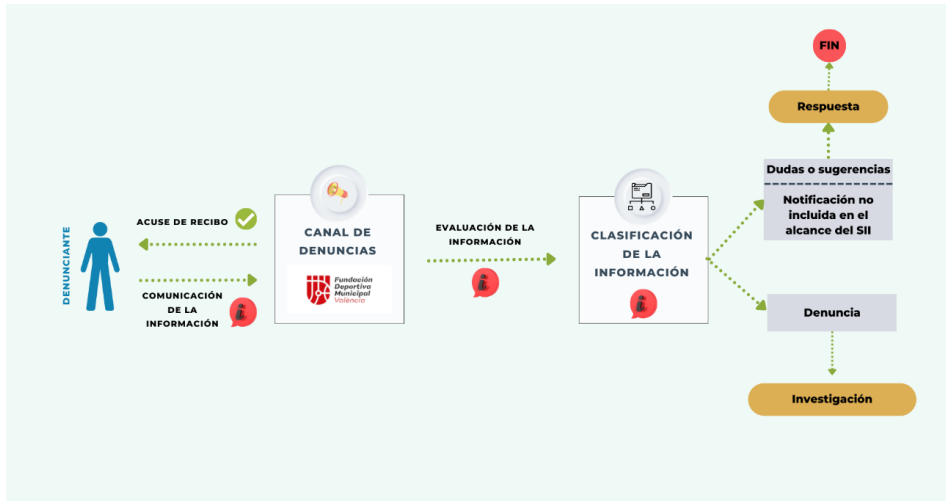 DENUNCIANTE
ACUSE DE RECIBO
COMUNICACIÓN
DE LA
INFORMACIÓN
CANAL DE
DENUNCIAS
Fundación
Deportiva
Municipal
Valencia
EVALUACIÓN DE LA
INFORMACIÓN
CLASIFICACIÓN
DE LA
INFORMACIÓN
FIN
Respuesta
Dudas o sugerencias
Notificación no
incluida en el
alcance del SII
Denuncia
Investigación